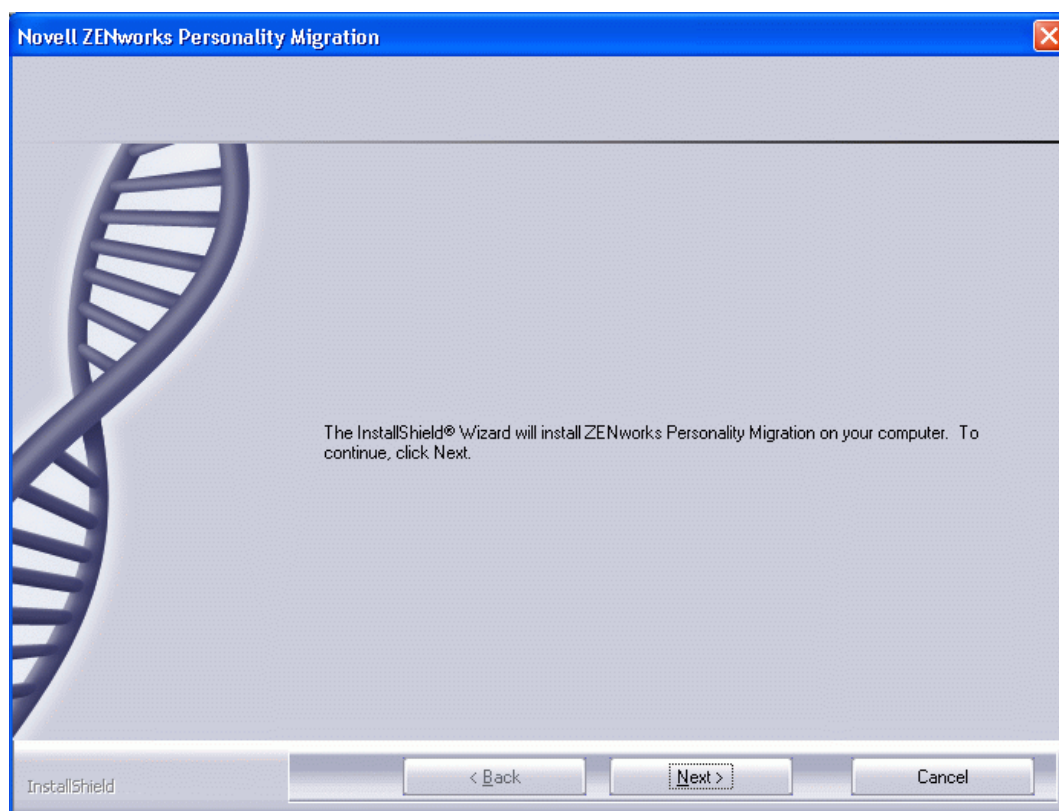 Novell ZENworks Personality Migration
The InstallShield® Wizard will install ZENworks Personality Migration on your computer. To
continue, click Next.
InstallShield
< Back
Next >
Cancel